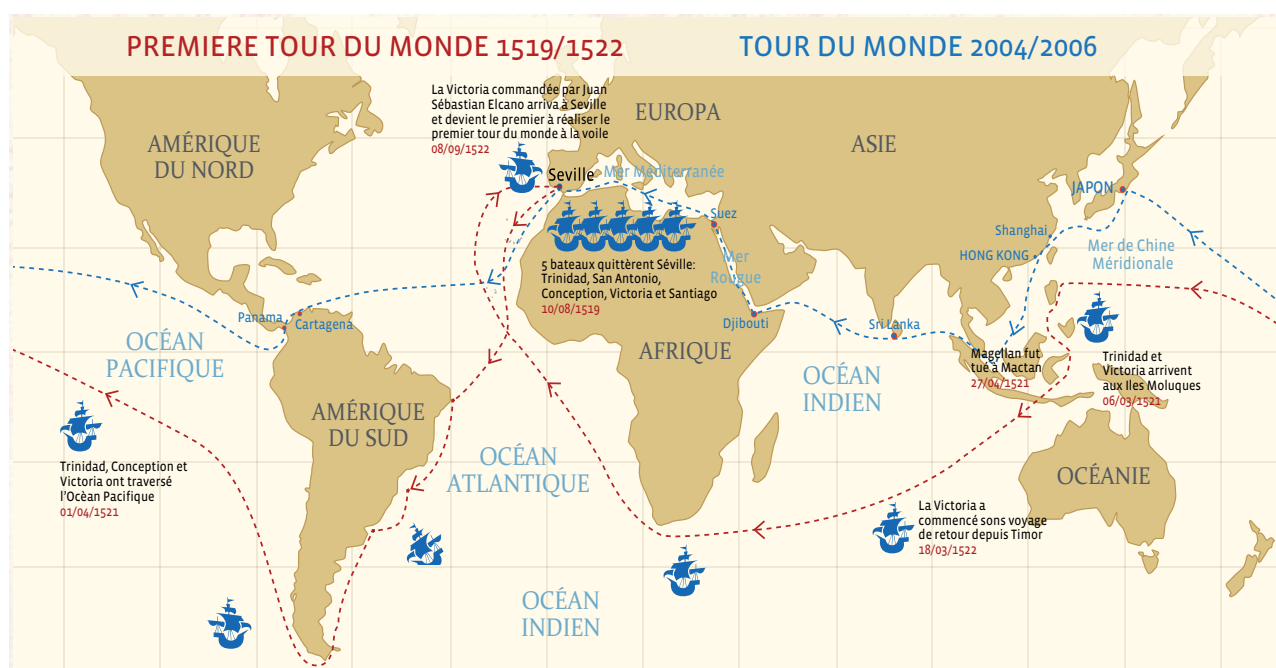 PREMIERE TOUR DU MONDE 1519/1522
TOUR DU MONDE 2004/2006
La Victoria commandée par Juan
Sébastian Elcano arriva à Seville
et devient le premier à réaliser le
premier tour du monde à la voile
08/09/1522
EUROPA
AMÉRIQUE
DU NORD
ASIE
Seville
Mer Méditerranée
JAPON
Suez
Shanghai
HONG KONG
Mer de Chine
Méridionale
Mer
Rougue
5 bateaux quittèrent Séville:
Trinidad, San Antonio,
Conception, Victoria et Santiago
10/08/1519
Panama
Cartagena
Djibouti
Sri Lanka
OCÉAN
PACIFIQUE
AFRIQUE
OCÉAN
INDIEN
Magellan fut
tué à Mactan
27/04/1521
Trinidad et
Victoria arrivent
aux Iles Moluques
06/03/1521
AMÉRIQUE
DU SUD
OCÉAN
ATLANTIQUE
OCÉANIE
Trinidad, Conception et
Victoria ont traversé
l'Ocèan Pacifique
01/04/1521
La Victoria a
commencé sons voyage
de retour depuis Timor
18/03/1522
OCÉAN
INDIEN